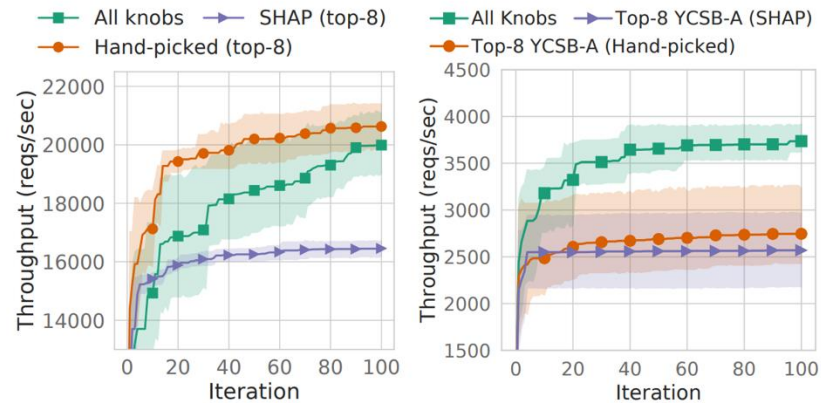 All knobs SHAP (top-8)
Hand-picked (top-8)
22000
20000
18000
16000
14000
Throughput (reqs/sec)
0 20 40 60 80 100
Iteration
All Knobs Top-8 YCSB-A (SHAP)
Top-8 YCSB-A (Hand-picked)
4500
4000
3500
3000
2500
2000
1500
Throughput (reqs/sec)
0 20 40 60 80 100
Iteration